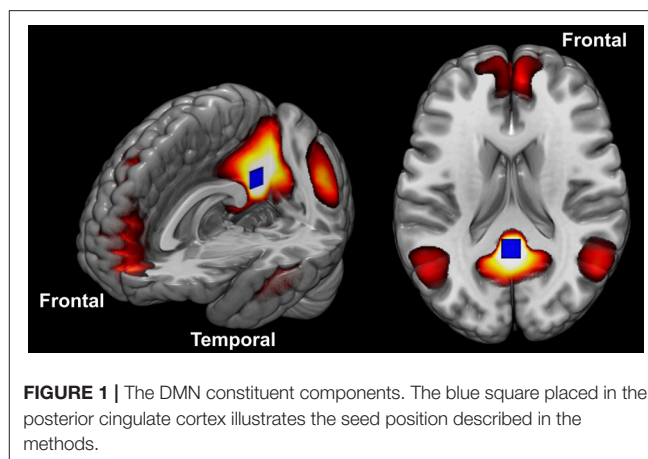 Frontal
Frontal
Temporal
FIGURE 1 | The DMN constituent components. The blue square placed in the
posterior cingulate cortex illustrates the seed position described in the
methods.